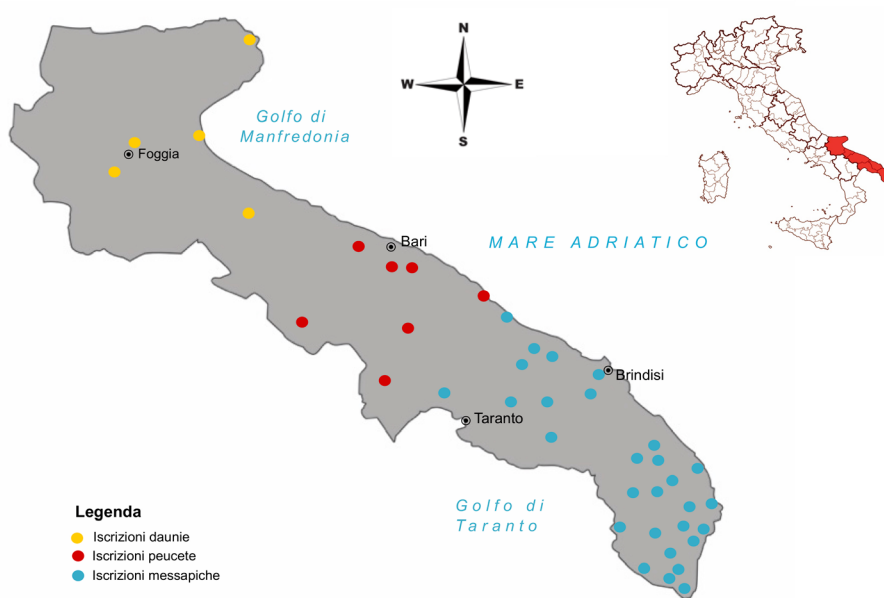 N
W
E
S
Golfo di
Manfredonia
Foggia
Bari
MARE ADRIATICO
Brindisi
Taranto
Golfo di
Taranto
Legenda
Iscrizioni daunie
Iscrizioni peucete
Iscrizioni messapiche